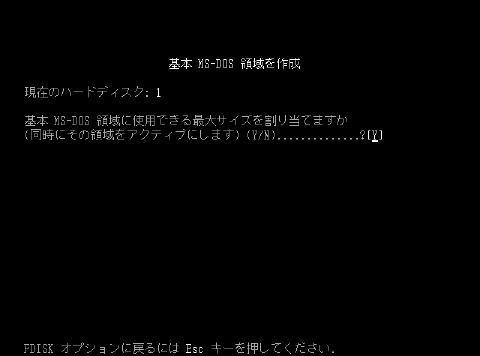 基本 MS-DOS 領域を作成
現在のハードディスク: 1
基本 MS-DOS 領域に使用できる最大サイズを割り当てますか
(同時にその領域をアクティブにします) (Y/N)..............?[Y]
FDISK オプションに戻るには Esc キーを押してください.